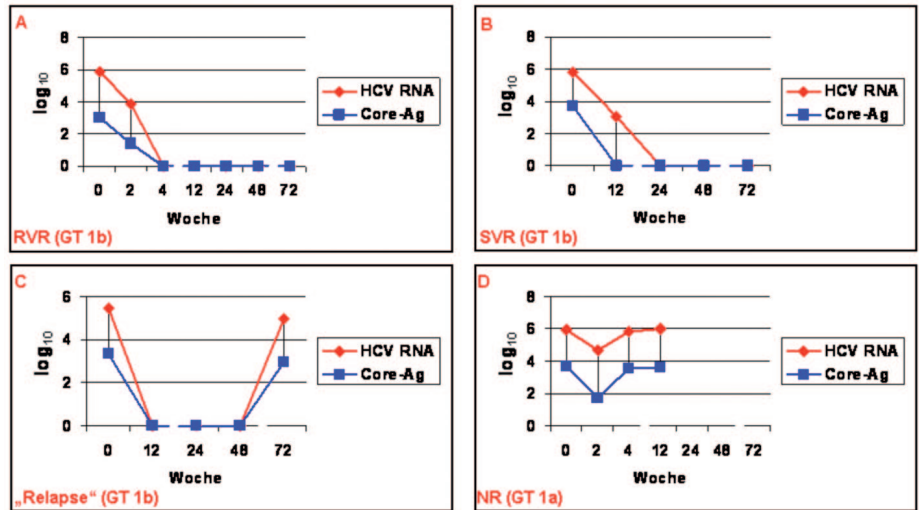 A
8
6
4
2
0
log10
0 2 4 12 24 48 72
Woche
HCV RNA
Core-Ag
RVR (GT 1b)
B
8
6
4
2
0
log10
0 12 24 48 72
Woche
HCV RNA
Core-Ag
SVR (GT 1b)
C
6
4
2
0
log10
0 12 24 48 72
Woche
HCV RNA
Core-Ag
„Relapse“ (GT 1b)
D
8
6
4
2
0
log10
0 2 4 12 24 48 72
Woche
HCV RNA
Core-Ag
NR (GT 1a)